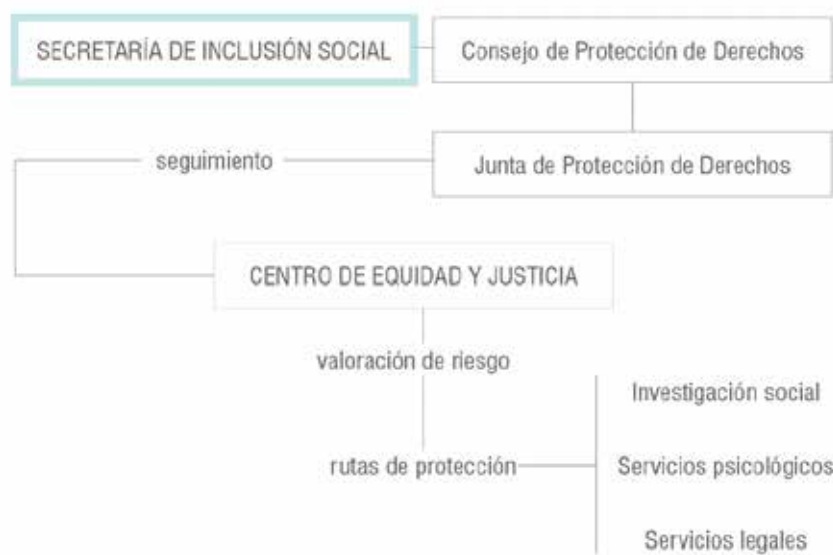 SECRETARÍA DE INCLUSIÓN SOCIAL
Consejo de Protección de Derechos
seguimiento
Junta de Protección de Derechos
CENTRO DE EQUIDAD Y JUSTICIA
valoración de riesgo
Investigación social
rutas de protección
Servicios psicológicos
Servicios legales